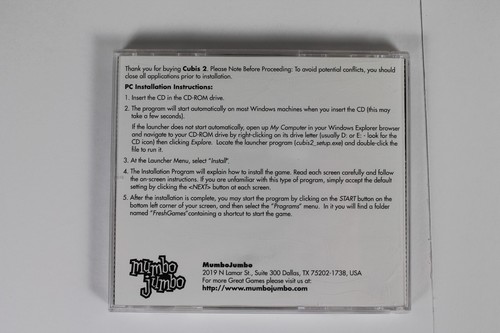 Thank you for buying Cubis 2. Please Note Before Proceeding: To avoid potential conflicts, you should
close all applications prior to installation.
PC Installation Instructions:
1. Insert the CD in the CD-ROM drive.
2. The program will start automatically on most Windows machines when you insert the CD (this may
take a few seconds).
If the launcher does not start automatically, open up My Computer in your Windows Explorer browser
and navigate to your CD-ROM drive by right-clicking on its drive letter (usually D: or E: - look for the
CD icon) then clicking Explore. Locate the launcher program (cubis2_setup.exe) and double-click the
file to run it.
3. At the Launcher Menu, select "Install".
4. The Installation Program will explain how to install the game. Read each screen carefully and follow
the on-screen instructions. If you are unfamiliar with this type of program, simply accept the default
setting by clicking the <NEXT> button at each screen.
5. After the installation is complete, you may start the program by clicking on the START button on the
bottom left corner of your screen, and then select the "Programs" menu. In it you will find a folder
named "FreshGames" containing a shortcut to start the game.
mumbo
jumbo
MumboJumbo
2019 N Lamar St., Suite 300 Dallas, TX 75202-1738, USA
For more Great Games please visit us at:
http://www.mumbojumbo.com